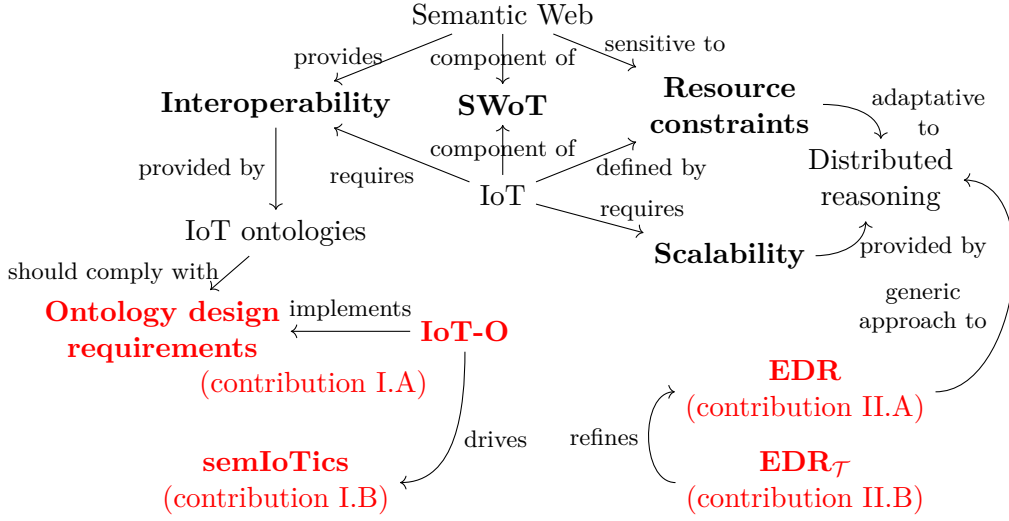 Semantic Web
provides
component of
sensitive to
Interoperability
SWoT
Resource
constraints
adaptative
to
provided by
requires
component of
defined by
Distributed
reasoning
IoT
requires
IoT ontologies
Scalability
provided by
should comply with
generic
approach to
Ontology design
requirements
(contribution I.A)
implements
IoT-O
EDR
(contribution II.A)
drives
refines
semIoTics
(contribution I.B)
EDR𝒯
(contribution II.B)